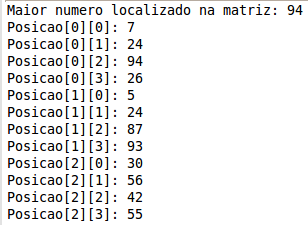 Maior numero localizado na matriz: 94
Posicao[0][0]: 7
Posicao[0][1]: 24
Posicao[0][2]: 94
Posicao[0][3]: 26
Posicao[1][0]: 5
Posicao[1][1]: 24
Posicao[1][2]: 87
Posicao[1][3]: 93
Posicao[2][0]: 30
Posicao[2][1]: 56
Posicao[2][2]: 42
Posicao[2][3]: 55